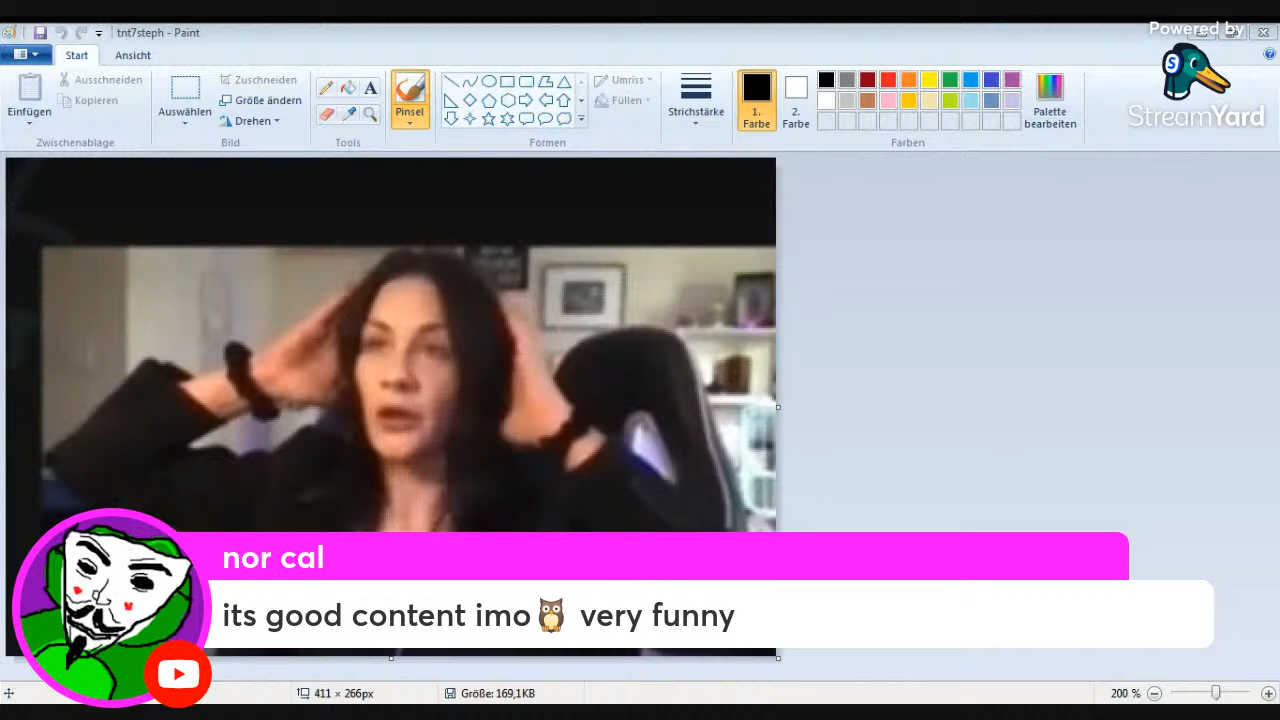 tnt7steph - Paint
Powered by
Start
Ansicht
Einfügen
Ausschneiden
Kopieren
Zwischenablage
Auswählen
Zuschneiden
Größe ändern
Drehen
Bild
A
Tools
Pinsel
Umriss
Füllen
Formen
Strichstärke
1.
Farbe
2.
Farbe
Palette
bearbeiten
Farben
S
StreamYard
nor cal
its good content imo🦉 very funny
411 × 266px
Größe: 169,1KB
200 %